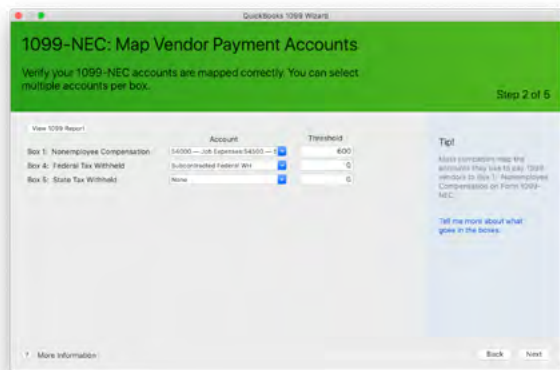 QuickBooks 1099 Wizard
1099-NEC: Map Vendor Payment Accounts
Verify your 1099-NEC accounts are mapped correctly. You can select
multiple accounts per box.
Step 2 of 5
View 1099 Report
Account
Threshold
Box 1: Nonemployee Compensation
54000 — Job Expenses:54500 — S
600
Box 4: Federal Tax Withheld
Subcontracted Federal WH
0
Box 5: State Tax Withheld
None
0
Tip!
Most companies map the
accounts they use to pay 1099
vendors to Box 1: Nonemployee
Compensation on Form 1099-
NEC.
Tell me more about what
goes in the boxes.
? More Information
Back
Next